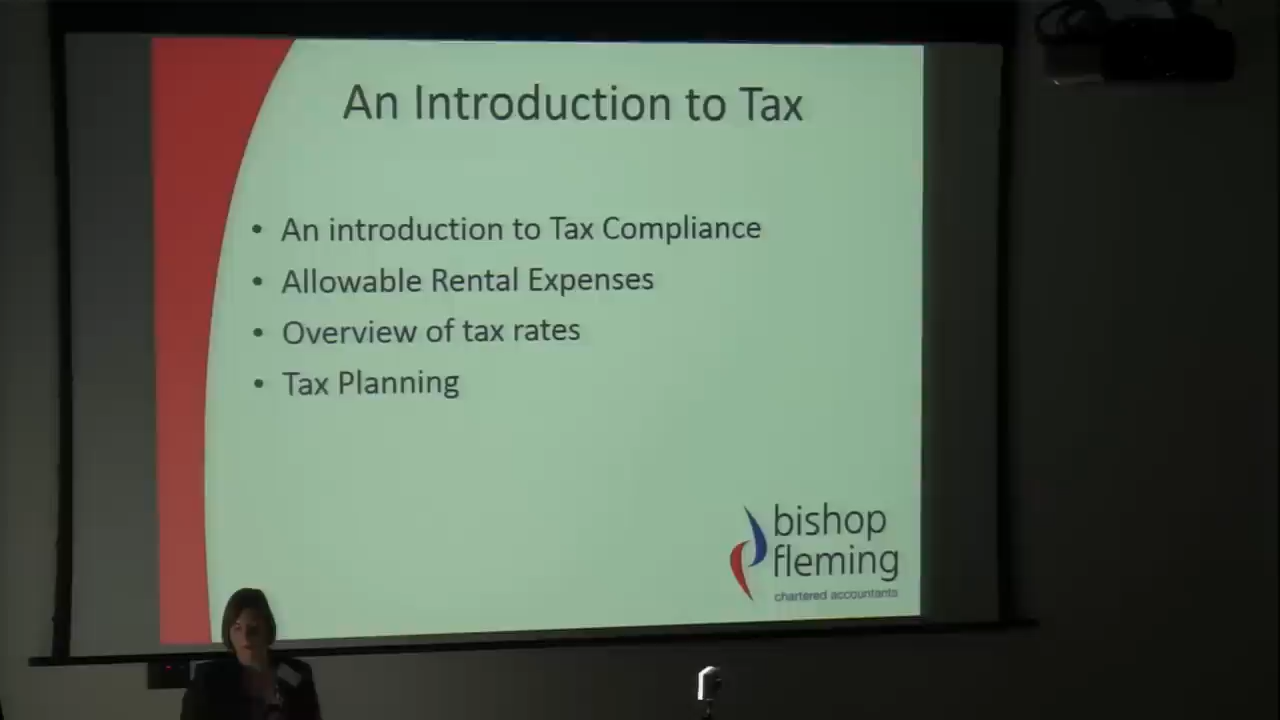 An Introduction to Tax
• An introduction to Tax Compliance
• Allowable Rental Expenses
• Overview of tax rates
• Tax Planning
bishop
fleming
chartered accountants